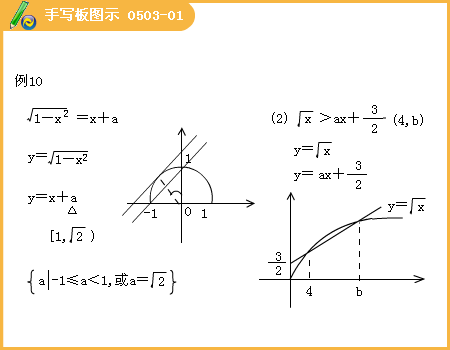 手写板图示 0503-01
例10
√(1-x²) =x+a
y=√(1-x²)
y=x+a
△
[1,√2 )
{a|-1≤a<1,或a=√2}
1
-1 0 1
(2) √x >ax+3/2 (4,b)
y=√x
y= ax+3/2
y=√x
3/2
4 b